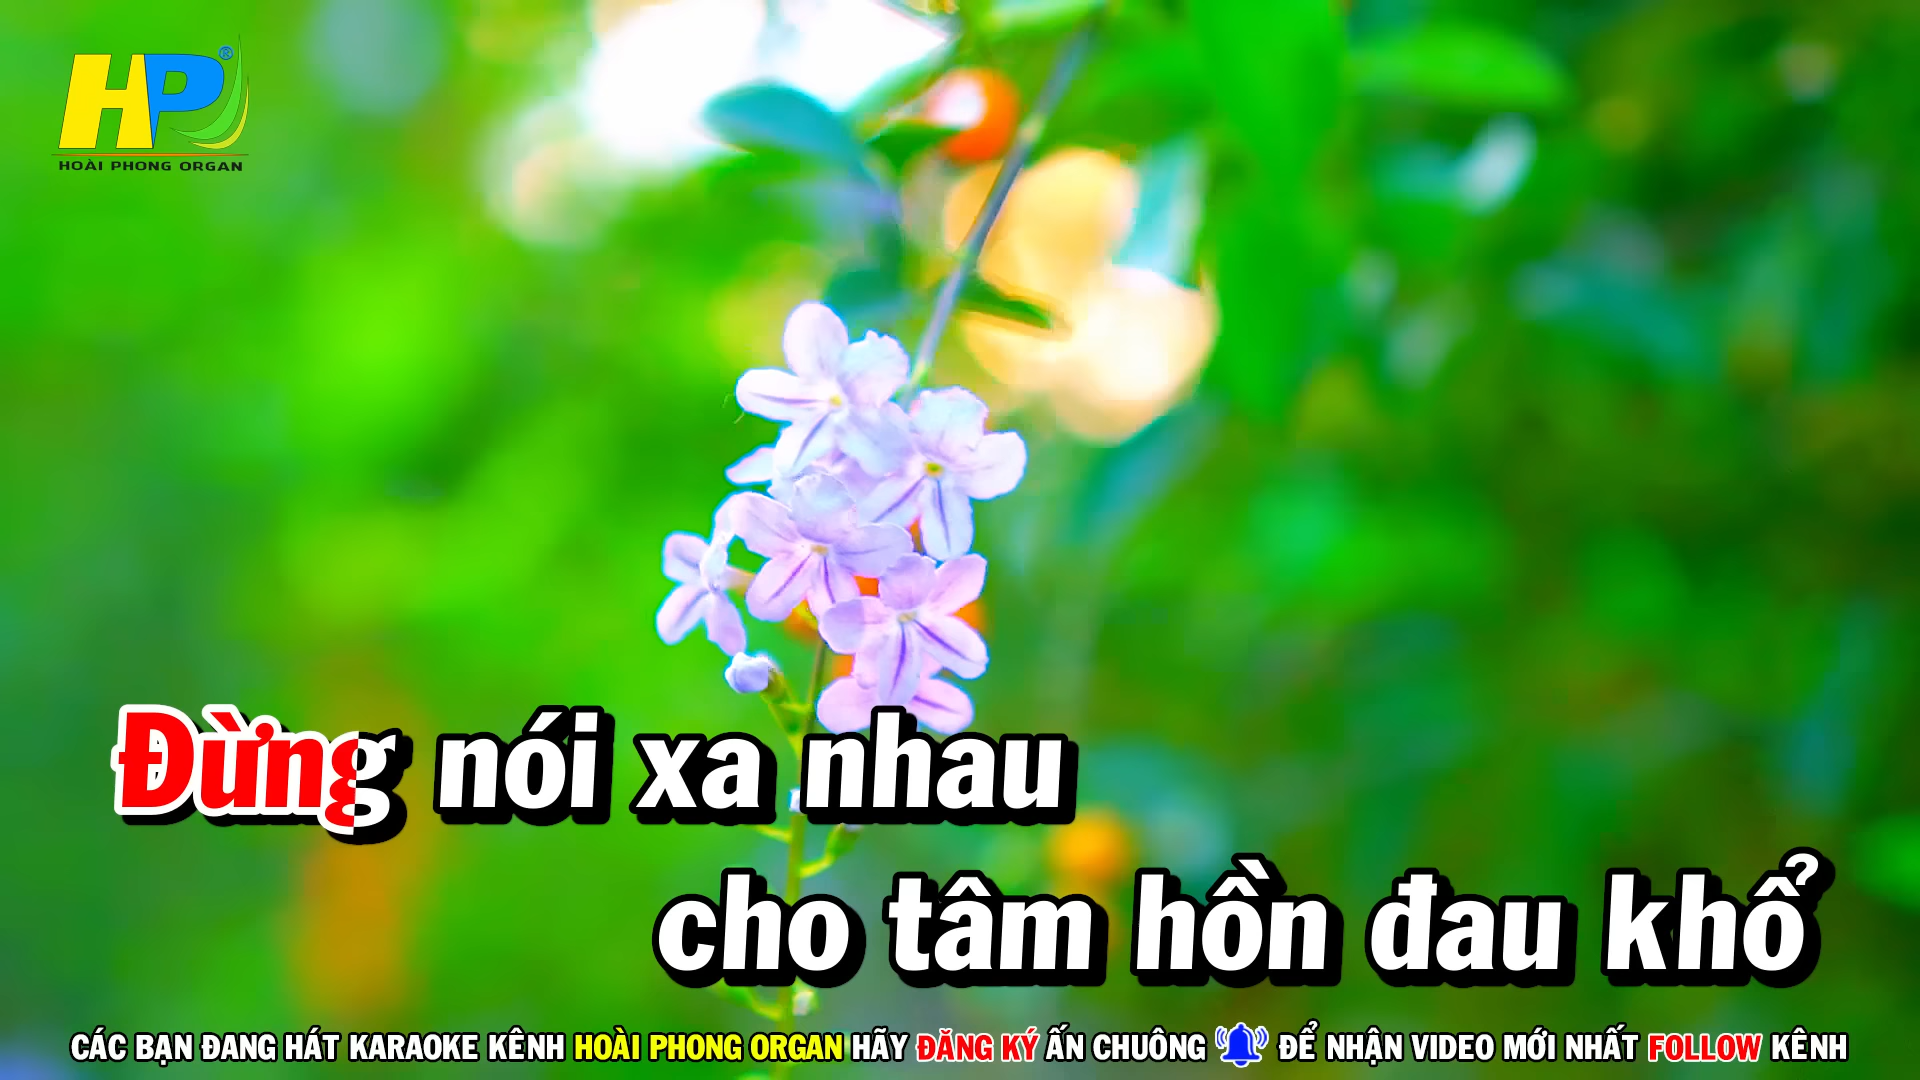 HP®
HOÀI PHONG ORGAN
Đừng nói xa nhau
cho tâm hồn đau khổ
CÁC BẠN ĐANG HÁT KARAOKE KÊNH HOÀI PHONG ORGAN HÃY ĐĂNG KÝ ẤN CHUÔNG ĐỂ NHẬN VIDEO MỚI NHẤT FOLLOW KÊNH